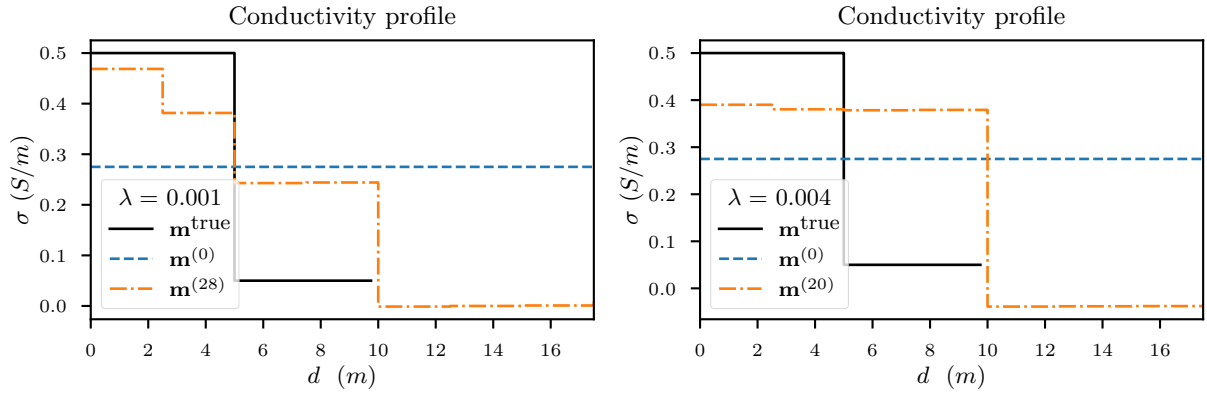 Conductivity profile
0.5
0.4
0.3
0.2
0.1
0.0
σ (S/m)
λ = 0.001
m^true
m^(0)
m^(28)
0 2 4 6 8 10 12 14 16
d (m)
Conductivity profile
0.5
0.4
0.3
0.2
0.1
0.0
σ (S/m)
λ = 0.004
m^true
m^(0)
m^(20)
0 2 4 6 8 10 12 14 16
d (m)